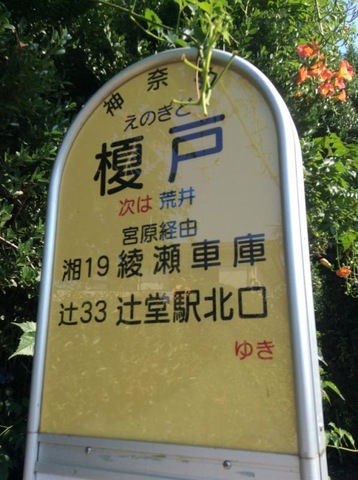 神奈
えのきど
榎戸
次は 荒井
宮原経由
湘19 綾瀬車庫
辻33 辻堂駅北口
ゆき